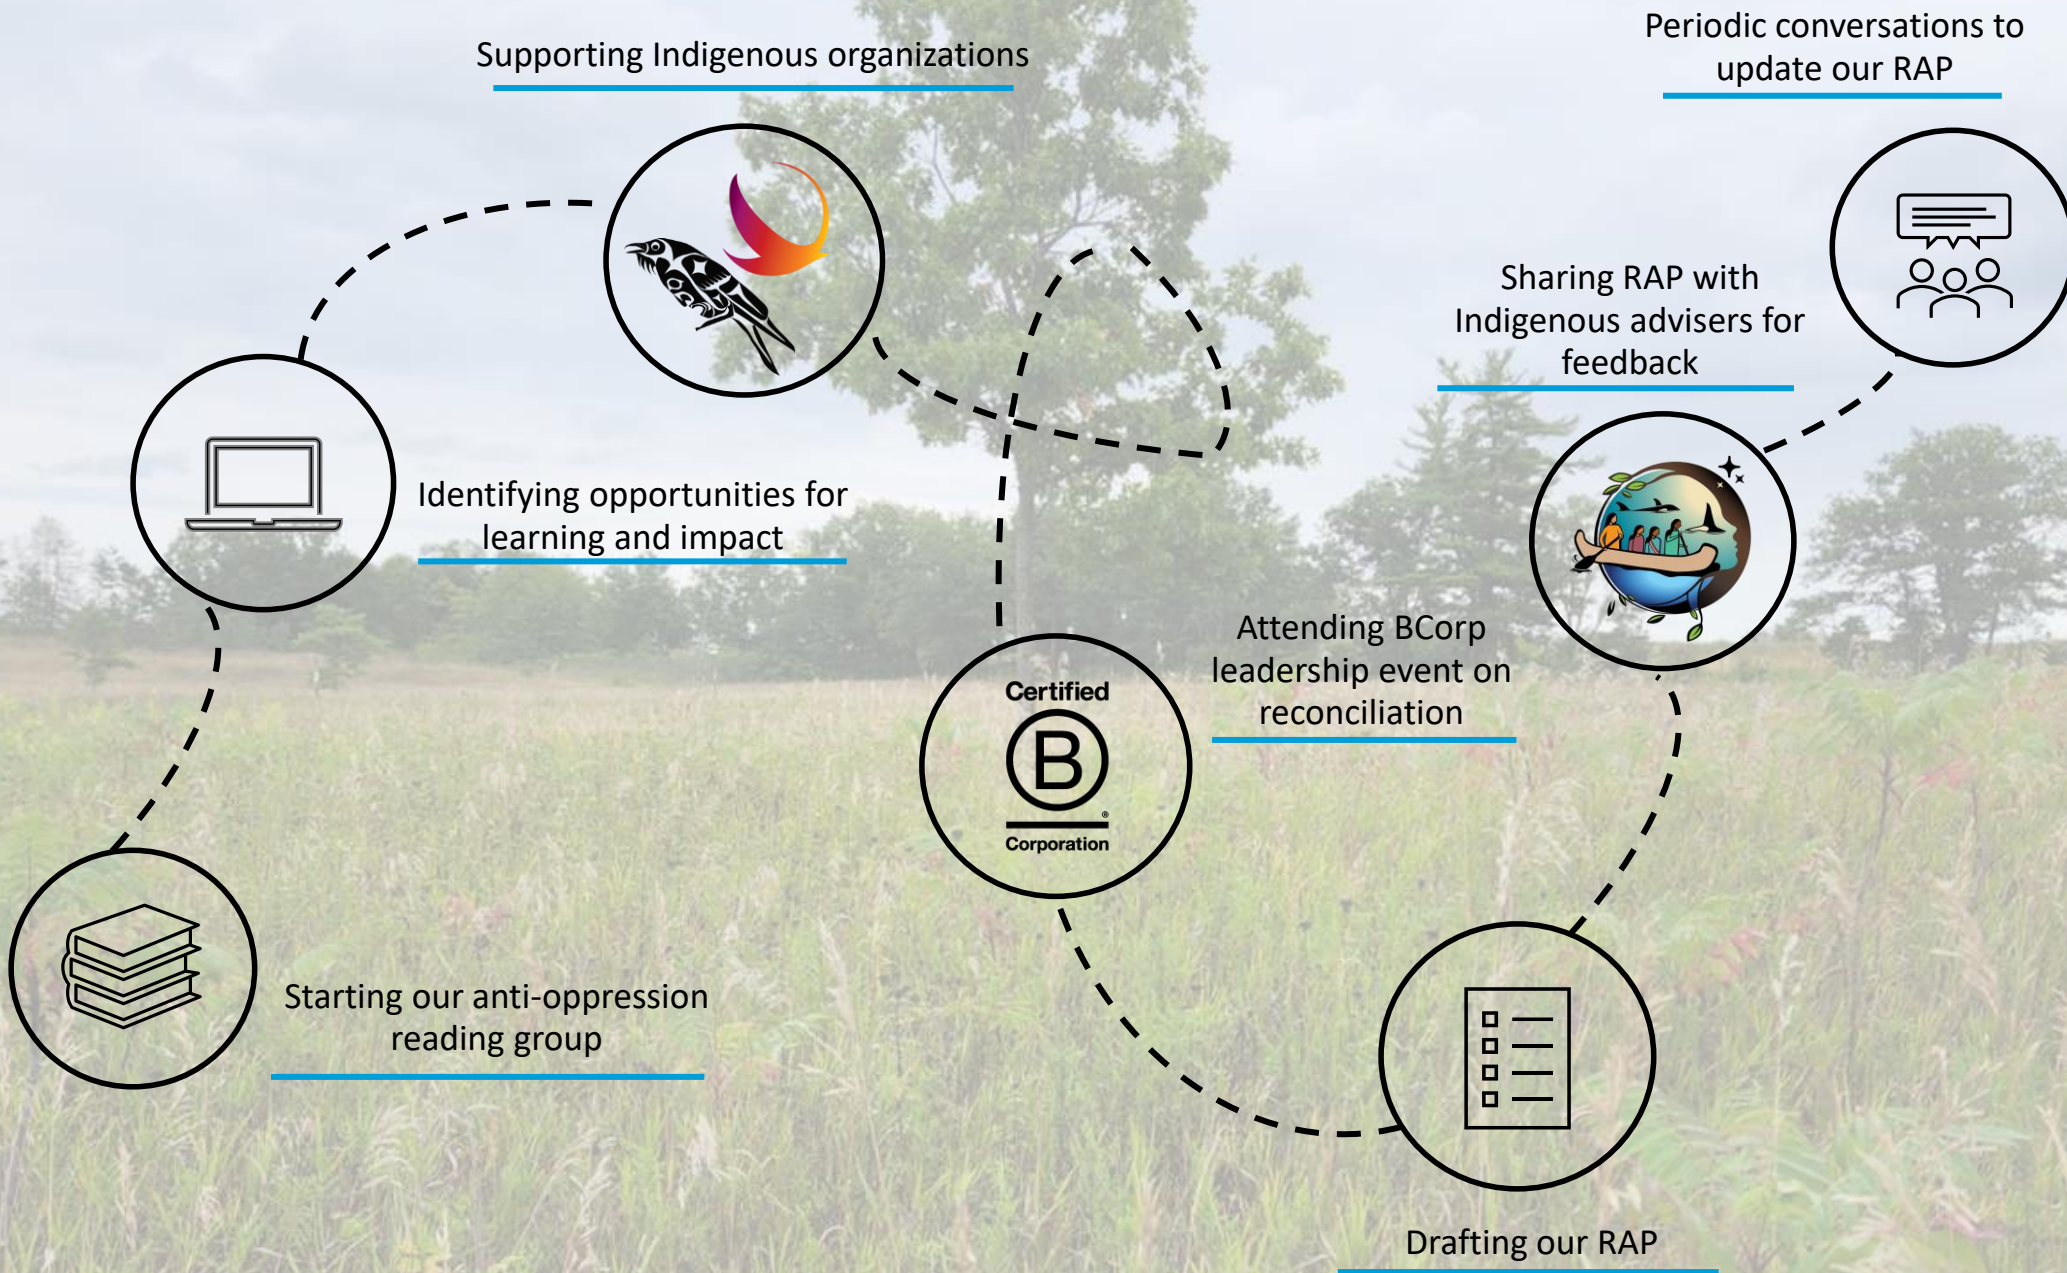 Supporting Indigenous organizations
Periodic conversations to
update our RAP
Sharing RAP with
Indigenous advisers for
feedback
Identifying opportunities for
learning and impact
Attending BCorp
leadership event on
reconciliation
Certified
B
®
Corporation
Starting our anti-oppression
reading group
Drafting our RAP